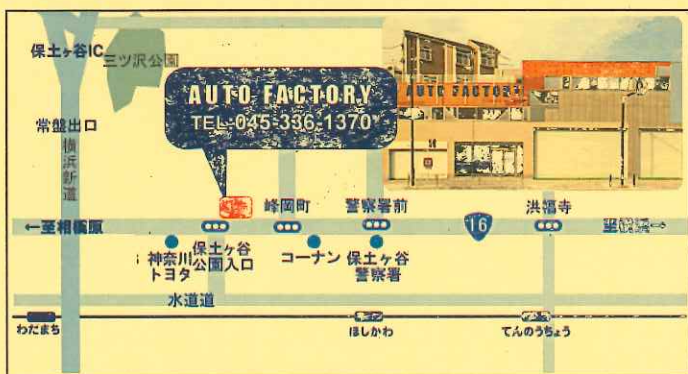 保土ヶ谷IC
三ツ沢公園
AUTO FACTORY
TEL-045-336-1370
AUTO FACTORY
常盤出口
横浜新道
峰岡町
警察署前
洪福寺
←至相模原
16
神奈川
トヨタ
保土ヶ谷
公園入口
コーナン
保土ヶ谷
警察署
水道道
わだまち
ほしかわ
てんのうちょう